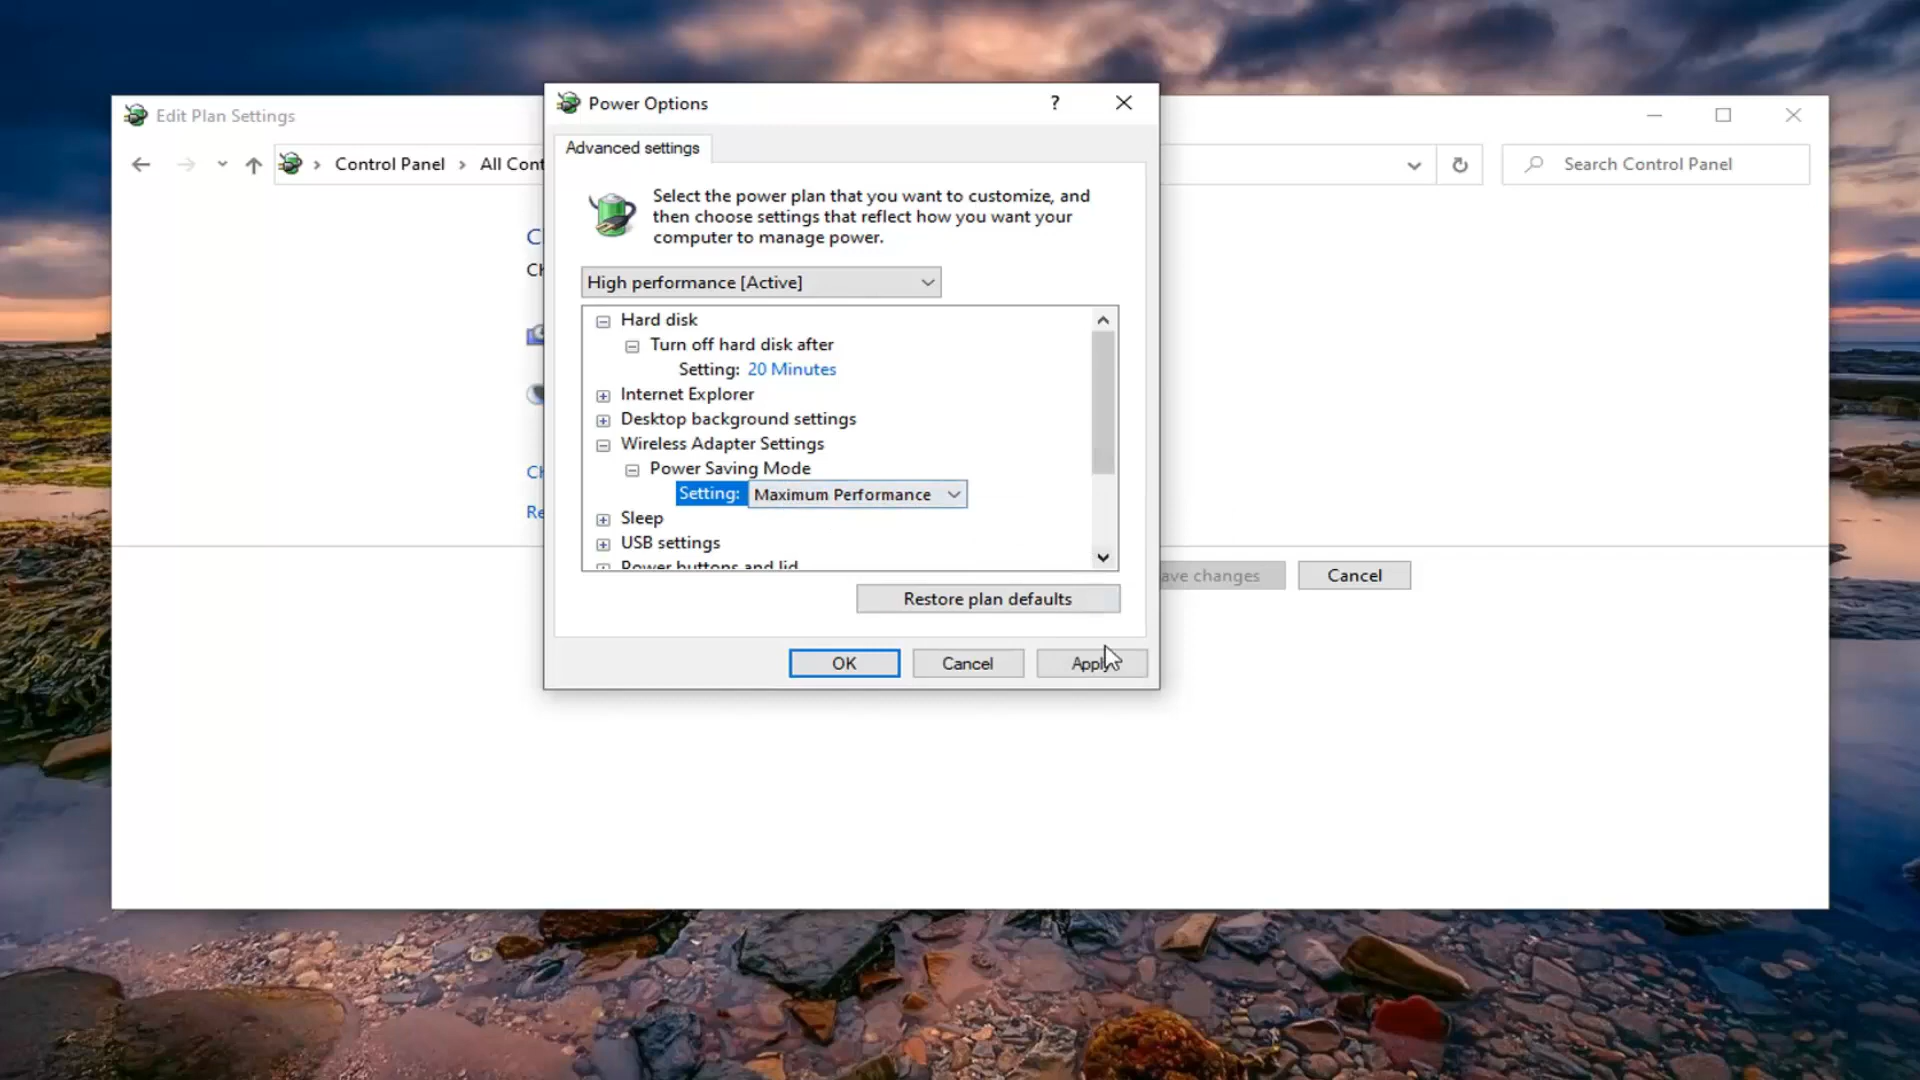 Edit Plan Settings
Control Panel > All Cont
Search Control Panel
Power Options
?
Advanced settings
Select the power plan that you want to customize, and
then choose settings that reflect how you want your
computer to manage power.
High performance [Active]
Hard disk
Turn off hard disk after
Setting: 20 Minutes
Internet Explorer
Desktop background settings
Wireless Adapter Settings
Power Saving Mode
Setting: Maximum Performance
Sleep
USB settings
Power buttons and lid
Restore plan defaults
OK
Cancel
Apply
ave changes
Cancel